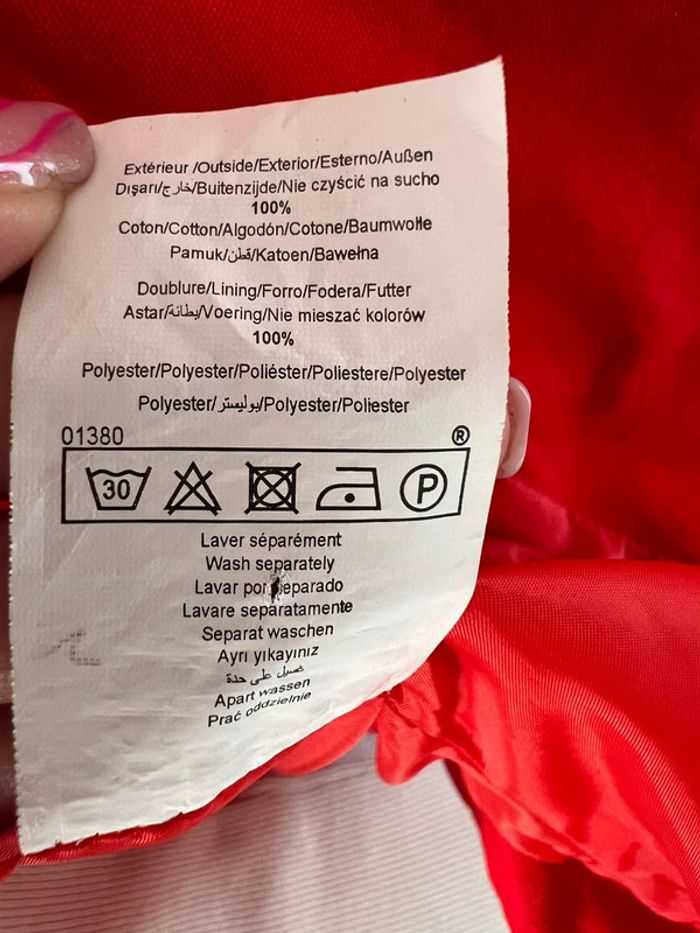 Extérieur /Outside/Exterior/Esterno/Außen
Dışarı/خارج/Buitenzijde/Nie czyścić na sucho
100%
Coton/Cotton/Algodón/Cotone/Baumwolle
Pamuk/قطن/Katoen/Bawełna
Doublure/Lining/Forro/Fodera/Futter
Astar/بطانة/Voering/Nie mieszać kolorów
100%
Polyester/Polyester/Poliéster/Poliestere/Polyester
Polyester/بوليستر/Polyester/Poliester
01380 ®
30 P
Laver séparément
Wash separately
Lavar por separado
Lavare separatamente
Separat waschen
Ayrı yıkayınız
غسيل على حدة
Apart wassen
Prać oddzielnie